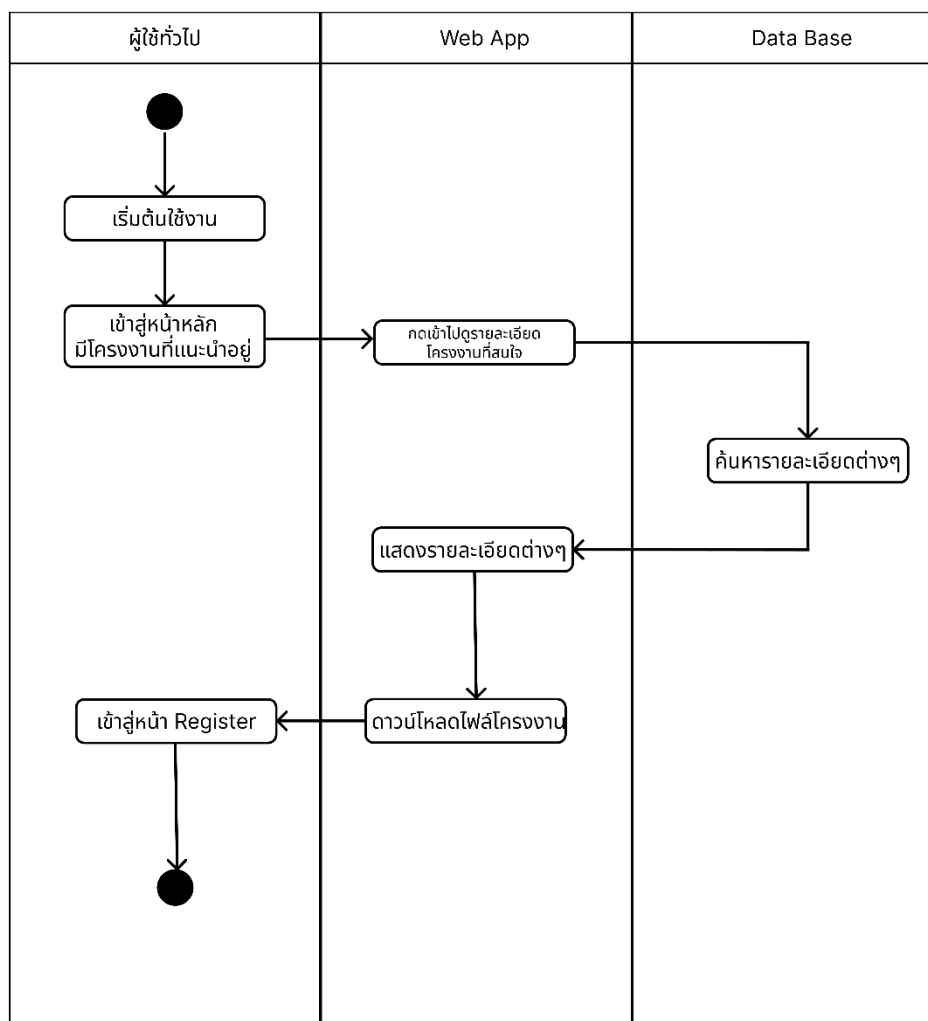 ผู้ใช้ทั่วไป
Web App
Data Base
เริ่มต้นใช้งาน
เข้าสู่หน้าหลัก
มีโครงงานที่แนะนำอยู่
กดเข้าไปดูรายละเอียด
โครงงานที่สนใจ
ค้นหารายละเอียดต่างๆ
แสดงรายละเอียดต่างๆ
ดาวน์โหลดไฟล์โครงงาน
เข้าสู่หน้า Register